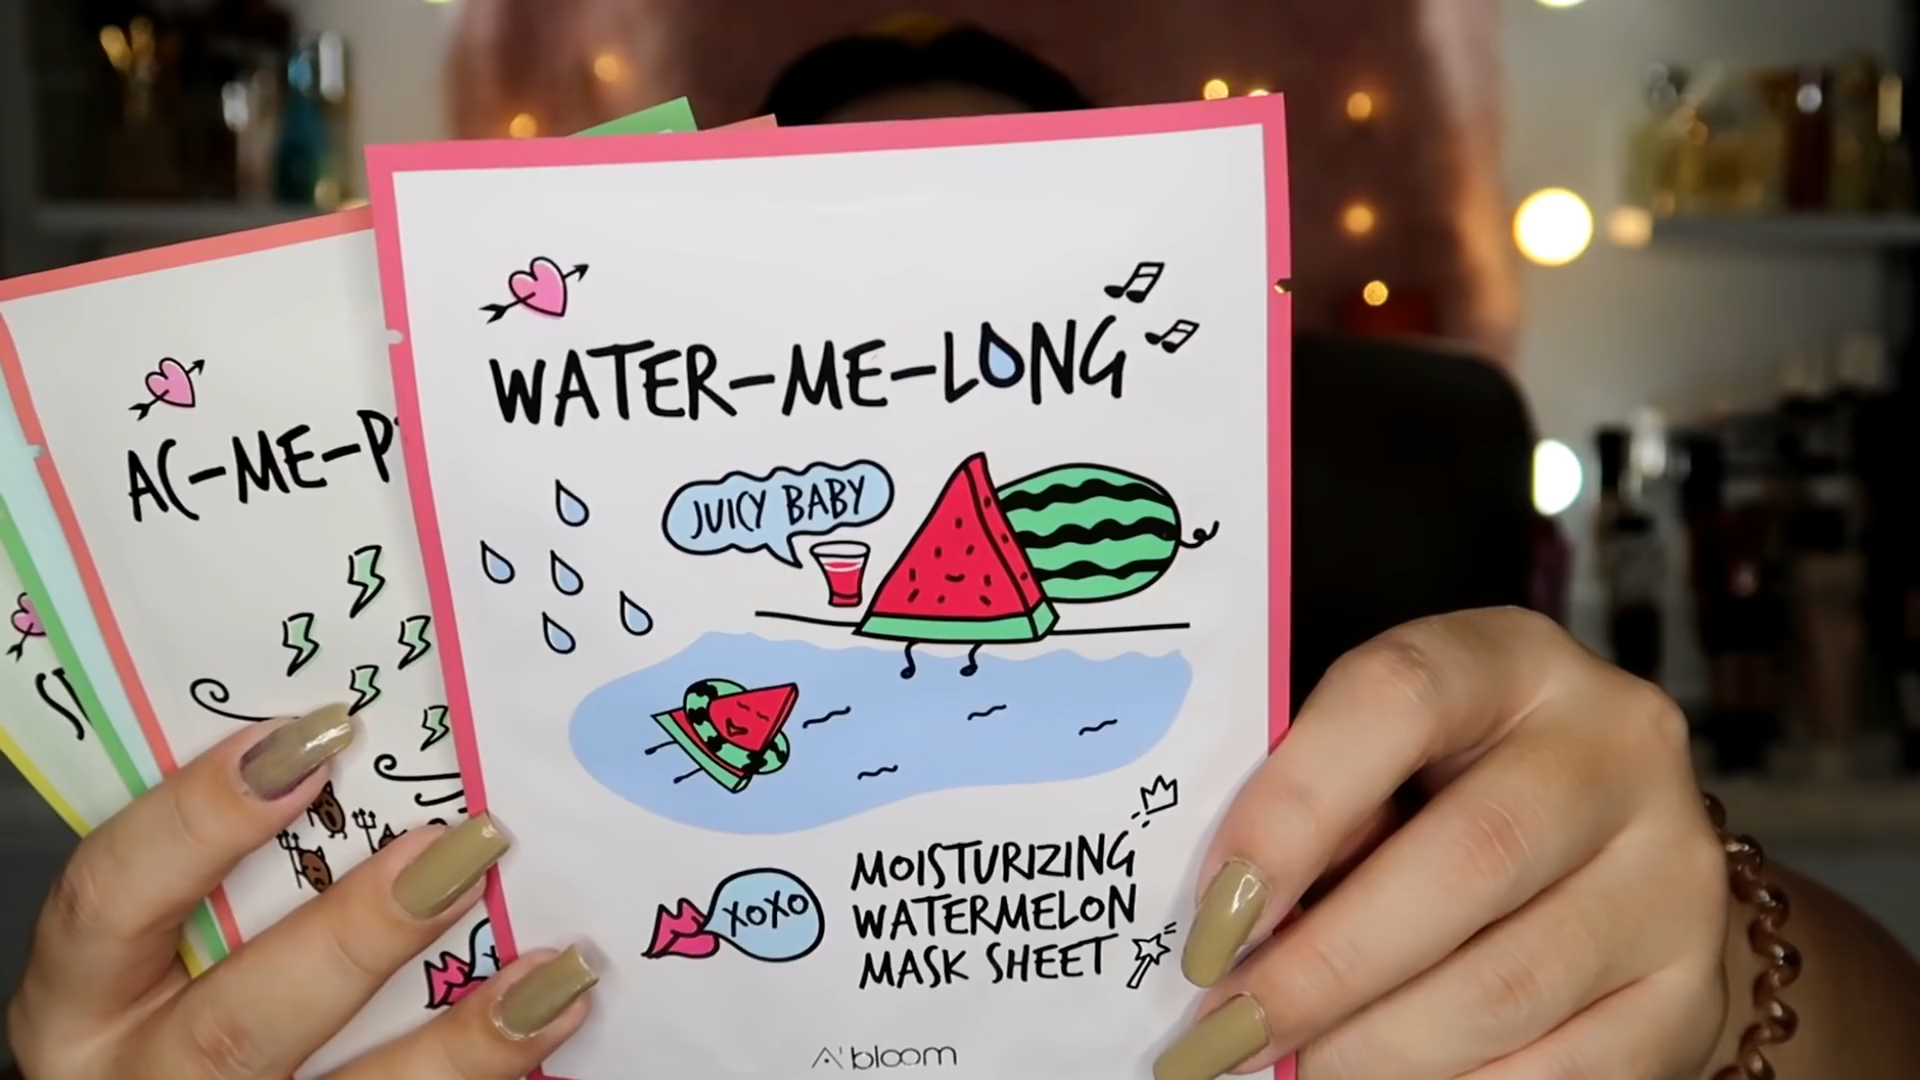 WATER-ME-LONG
JUICY BABY
XOXO
MOISTURIZING
WATERMELON
MASK SHEET
A'bloom
AC-ME-P